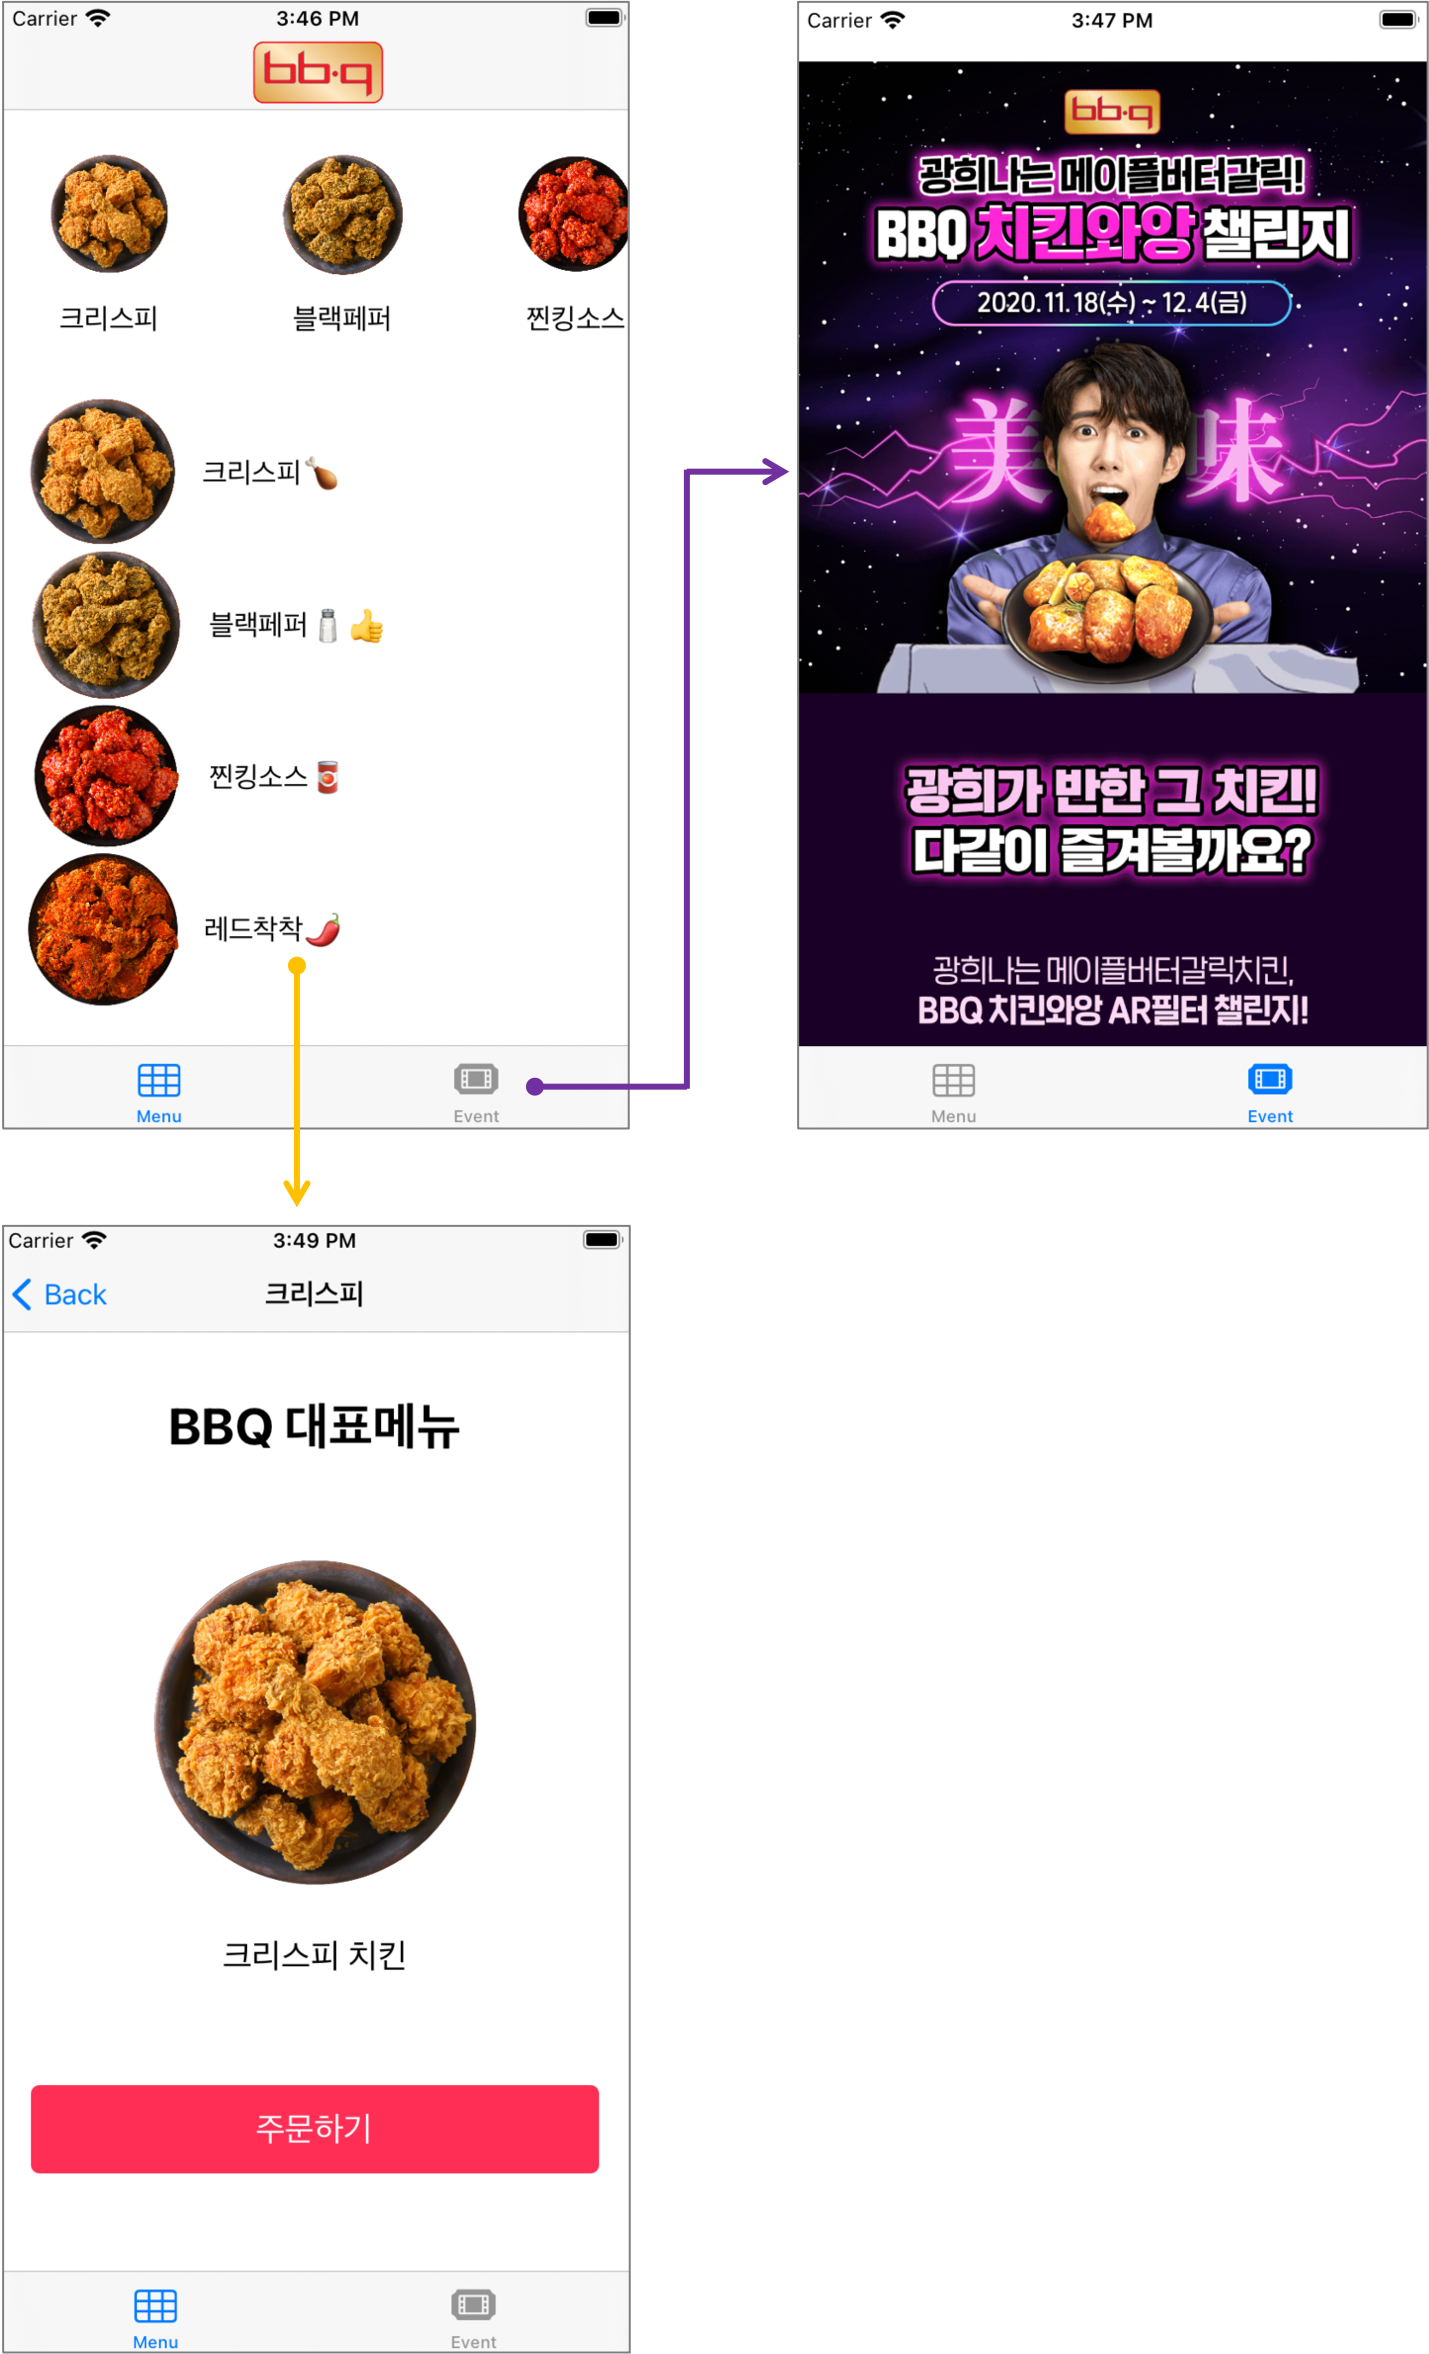 Carrier 3:46 PM
bb·q
크리스피 블랙페퍼 찐킹소스
크리스피🍗
블랙페퍼🧂👍
찐킹소스🥫
레드착착🌶️
Menu Event
Carrier 3:47 PM
bb·q
광희나는 메이플버터갈릭!
BBQ 치킨와앙 챌린지
2020. 11. 18(수) ~ 12. 4(금)
美味
광희가 반한 그 치킨!
다같이 즐겨볼까요?
광희나는 메이플버터갈릭치킨,
BBQ 치킨와앙 AR필터 챌린지!
Menu Event
Carrier 3:49 PM
Back 크리스피
BBQ 대표메뉴
크리스피 치킨
주문하기
Menu Event